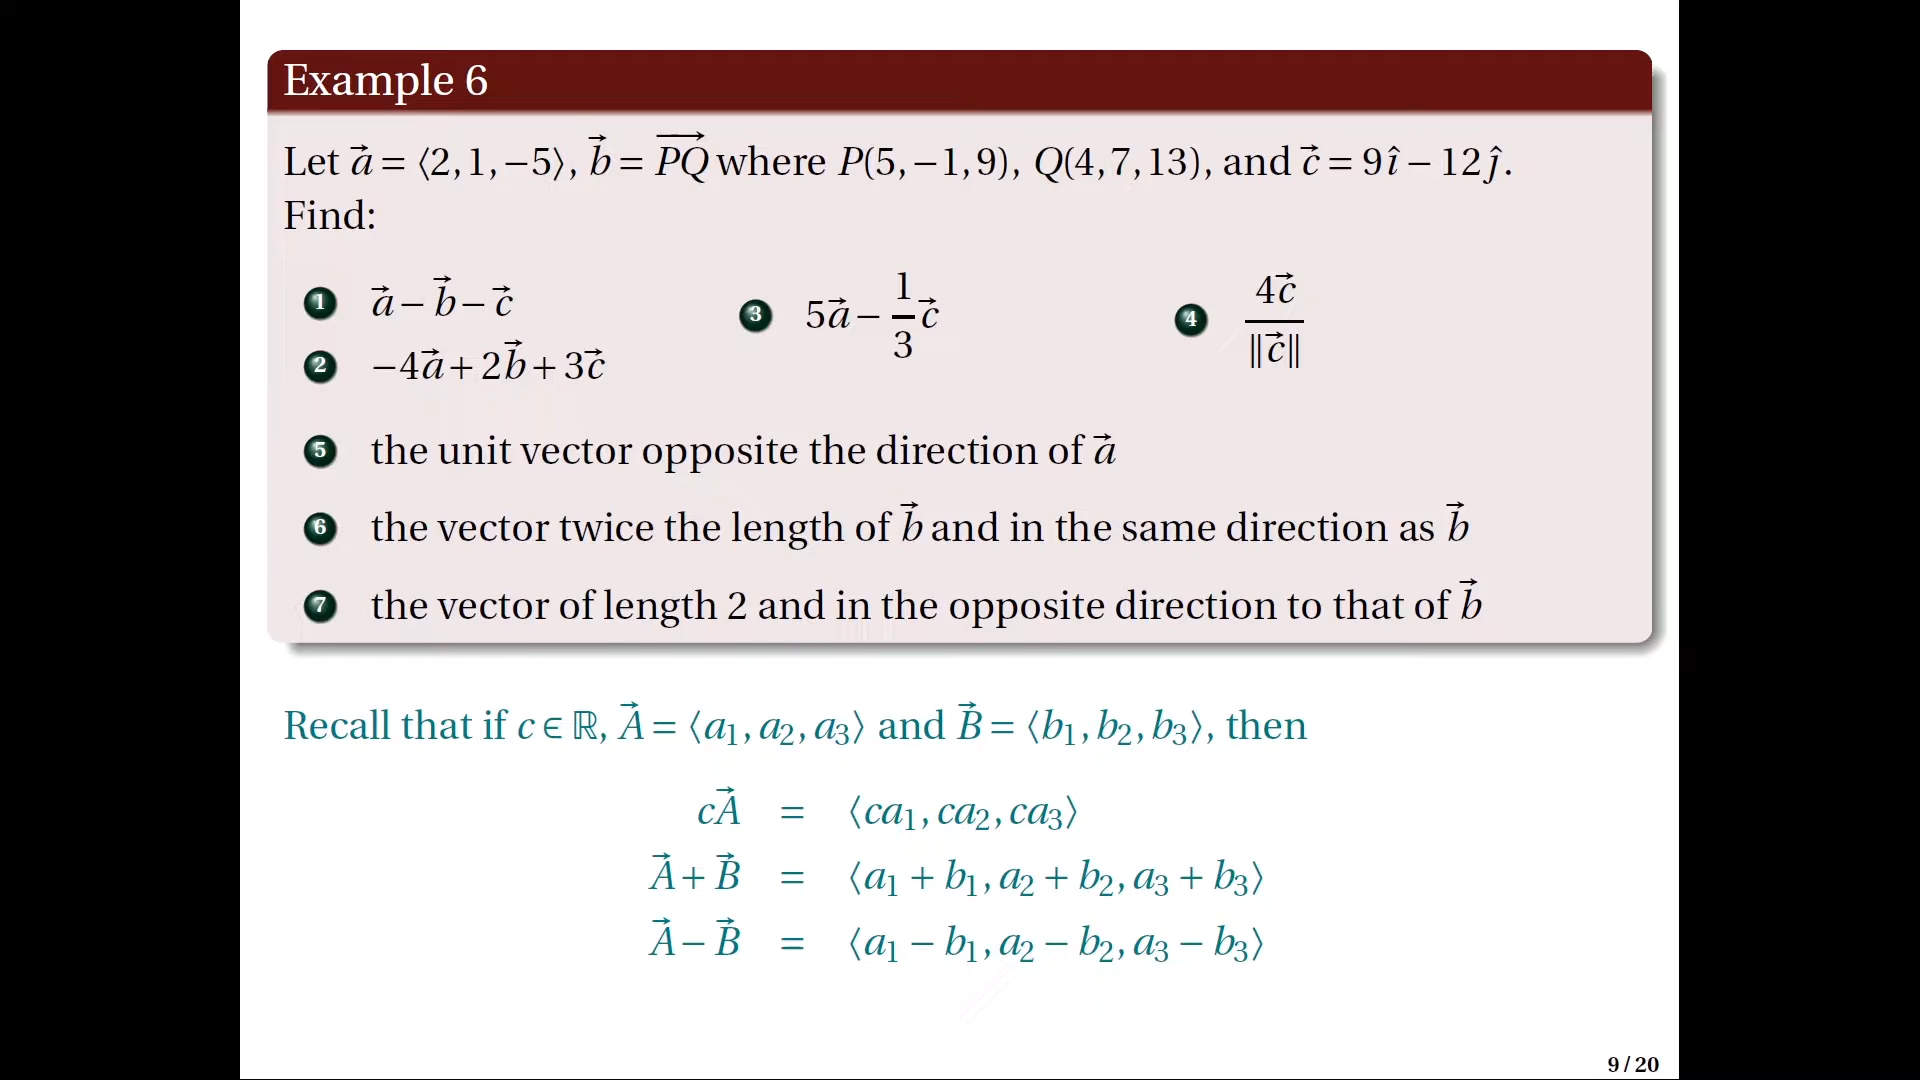 Example 6
Let a⃗ = ⟨2, 1, −5⟩, b⃗ = P⃗Q⃗ where P(5, −1, 9), Q(4, 7, 13), and c⃗ = 9î − 12ĵ.
Find:
1 a⃗ − b⃗ − c⃗
2 −4a⃗ + 2b⃗ + 3c⃗
3 5a⃗ − 1/3 c⃗
4 4c⃗/‖c⃗‖
5 the unit vector opposite the direction of a⃗
6 the vector twice the length of b⃗ and in the same direction as b⃗
7 the vector of length 2 and in the opposite direction to that of b⃗
Recall that if c ∈ ℝ, A⃗ = ⟨a₁, a₂, a₃⟩ and B⃗ = ⟨b₁, b₂, b₃⟩, then
cA⃗ = ⟨ca₁, ca₂, ca₃⟩
A⃗ + B⃗ = ⟨a₁ + b₁, a₂ + b₂, a₃ + b₃⟩
A⃗ − B⃗ = ⟨a₁ − b₁, a₂ − b₂, a₃ − b₃⟩
9 / 20